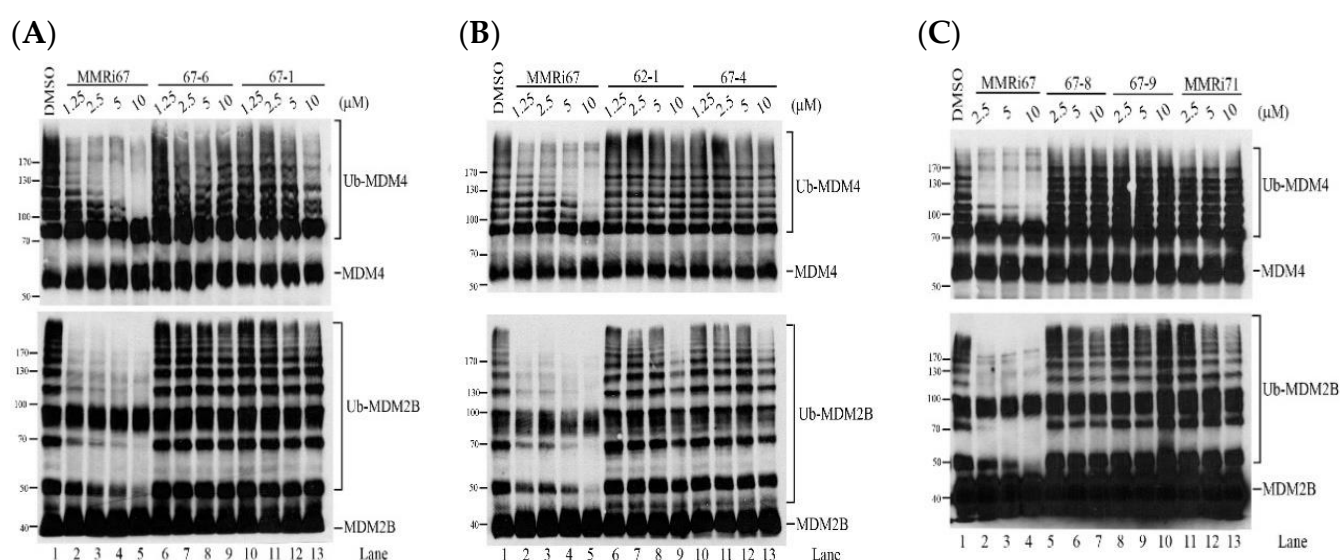 (A)
DMSO MMRi67 67-6 67-1
1.25 2.5 5 10 1.25 2.5 5 10 1.25 2.5 5 10 (μM)
170
130
100
70
50
Ub-MDM4
MDM4
170
130
100
70
50
40
Ub-MDM2B
MDM2B
1 2 3 4 5 6 7 8 9 10 11 12 13 Lane
(B)
DMSO MMRi67 62-1 67-4
1.25 2.5 5 10 1.25 2.5 5 10 1.25 2.5 5 10 (μM)
170
130
100
70
50
Ub-MDM4
MDM4
170
130
100
70
50
40
Ub-MDM2B
MDM2B
1 2 3 4 5 6 7 8 9 10 11 12 13 Lane
(C)
DMSO MMRi67 67-8 67-9 MMRi71
2.5 5 10 2.5 5 10 2.5 5 10 2.5 5 10 (μM)
170
130
100
70
50
Ub-MDM4
MDM4
170
130
100
70
50
40
Ub-MDM2B
MDM2B
1 2 3 4 5 6 7 8 9 10 11 12 13 Lane